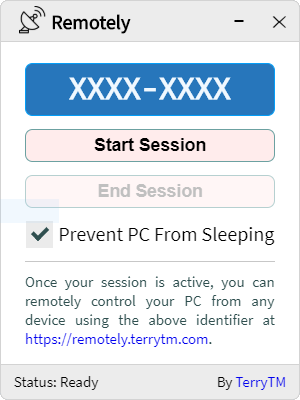 Remotely
XXXX-XXXX
Start Session
End Session
Prevent PC From Sleeping
Once your session is active, you can
remotely control your PC from any
device using the above identifier at
https://remotely.terrytm.com.
Status: Ready By TerryTM